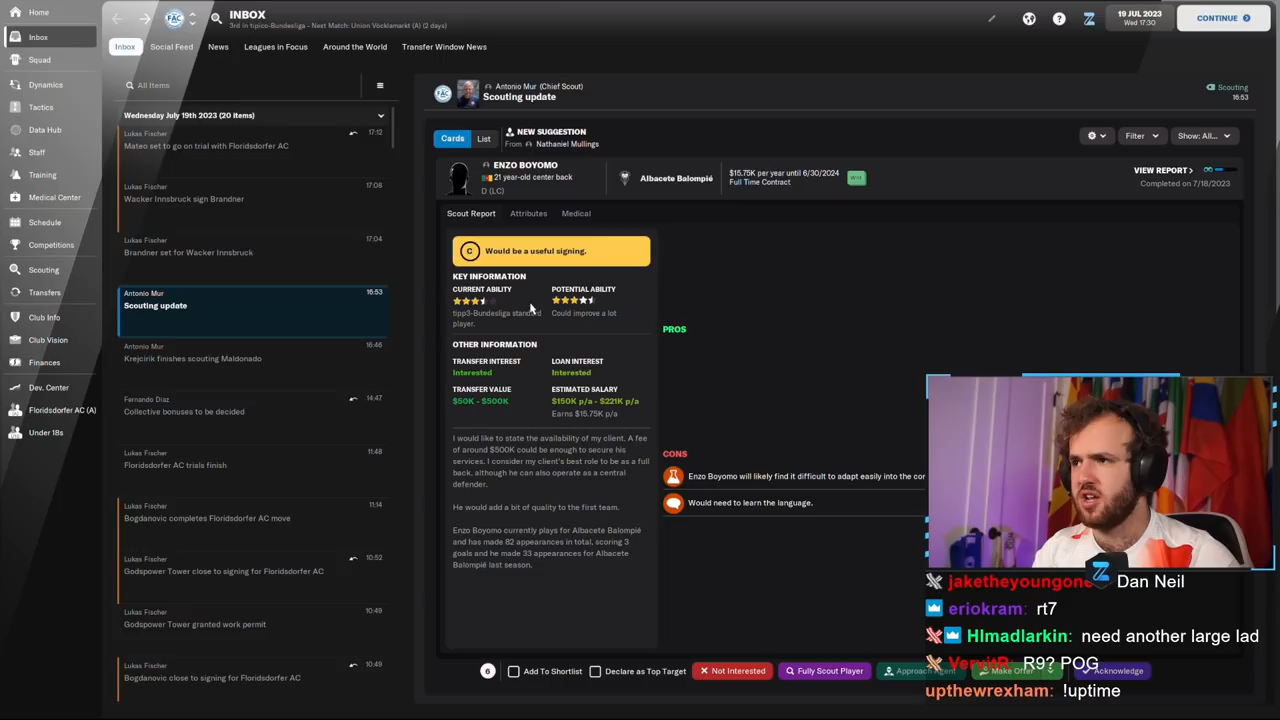 Home
Inbox
Squad
Dynamics
Tactics
Data Hub
Staff
Training
Medical Center
Schedule
Competitions
Scouting
Transfers
Club Info
Club Vision
Finances
Dev. Center
Floridsdorfer AC (A)
Under 18s
FAC
INBOX
3rd in tipico-Bundesliga - Next Match: Union Vöcklamarkt (A) (2 days)
19 JUL 2023
Wed 17:30
CONTINUE
Inbox
Social Feed
News
Leagues in Focus
Around the World
Transfer Window News
All Items
Wednesday July 19th 2023 (20 items)
Lukas Fischer 17:12
Mateo set to go on trial with Floridsdorfer AC
Lukas Fischer 17:08
Wacker Innsbruck sign Brandner
Lukas Fischer 17:04
Brandner set for Wacker Innsbruck
Antonio Mur 16:53
Scouting update
Antonio Mur 16:46
Krejcirik finishes scouting Maldonado
Fernando Diaz 14:47
Collective bonuses to be decided
Lukas Fischer 11:48
Floridsdorfer AC trials finish
Lukas Fischer 11:14
Bogdanovic completes Floridsdorfer AC move
Lukas Fischer 10:52
Godspower Tower close to signing for Floridsdorfer AC
Lukas Fischer 10:49
Godspower Tower granted work permit
Lukas Fischer 10:49
Bogdanovic close to signing for Floridsdorfer AC
FAC
Antonio Mur (Chief Scout)
Scouting update
Scouting
16:53
Cards
List
NEW SUGGESTION
From Nathaniel Mullings
Filter
Show: All...
ENZO BOYOMO
21 year-old center back
D (LC)
Albacete Balompié
$15.75K per year until 6/30/2024
Full Time Contract
Wnt
VIEW REPORT >
Completed on 7/18/2023
Scout Report
Attributes
Medical
C Would be a useful signing.
KEY INFORMATION
CURRENT ABILITY
POTENTIAL ABILITY
tipp3-Bundesliga standard
player.
Could improve a lot
OTHER INFORMATION
TRANSFER INTEREST
LOAN INTEREST
Interested
Interested
TRANSFER VALUE
ESTIMATED SALARY
$50K - $500K
$150K p/a - $221K p/a
Earns $15.75K p/a
I would like to state the availability of my client. A fee
of around $500K could be enough to secure his
services. I consider my client's best role to be as a full
back, although he can also operate as a central
defender.
He would add a bit of quality to the first team.
Enzo Boyomo currently plays for Albacete Balompié
and has made 82 appearances in total, scoring 3
goals and he made 33 appearances for Albacete
Balompié last season.
PROS
CONS
Enzo Boyomo will likely find it difficult to adapt easily into the cor
Would need to learn the language.
6
Add To Shortlist
Declare as Top Target
Not Interested
Fully Scout Player
Approach Agent
Make Offer
Acknowledge
jaketheyoungone Dan Neil
eriokram: rt7
HImadlarkin: need another large lad
VervitR: R9? POG
upthewrexham: !uptime